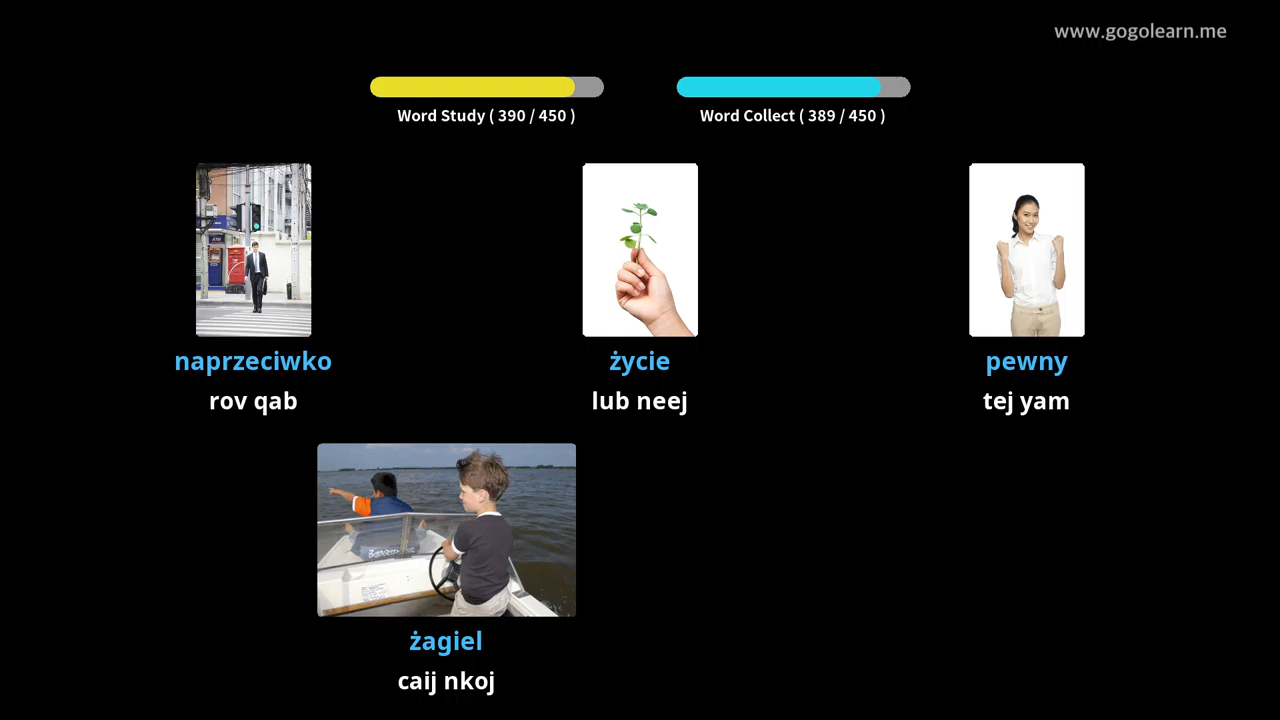 www.gogolearn.me
Word Study ( 390 / 450 )
Word Collect ( 389 / 450 )
naprzeciwko
życie
pewny
rov qab
lub neej
tej yam
żagiel
caij nkoj